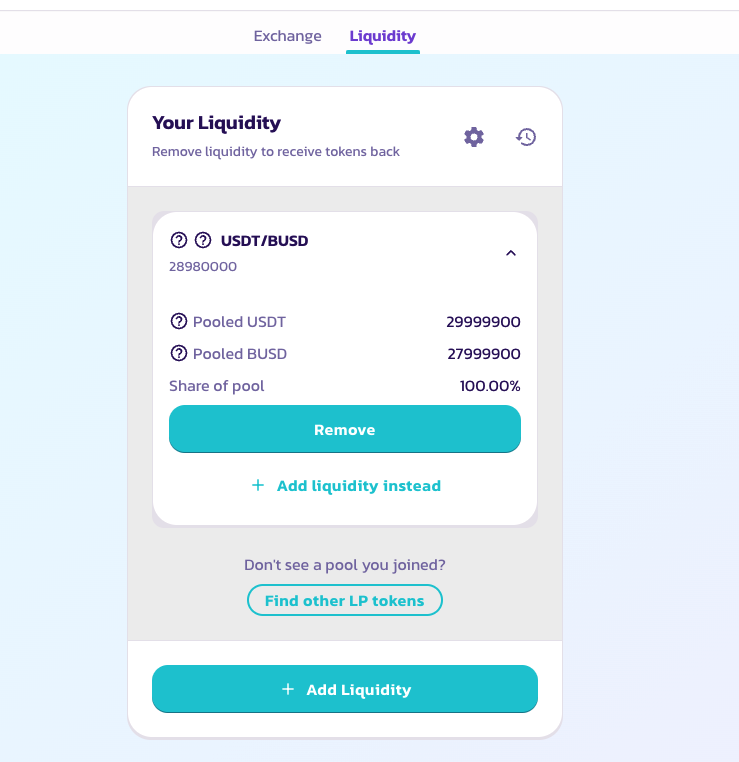 Exchange Liquidity
Your Liquidity
Remove liquidity to receive tokens back
USDT/BUSD
28980000
Pooled USDT 29999900
Pooled BUSD 27999900
Share of pool 100.00%
Remove
+ Add liquidity instead
Don't see a pool you joined?
Find other LP tokens
+ Add Liquidity